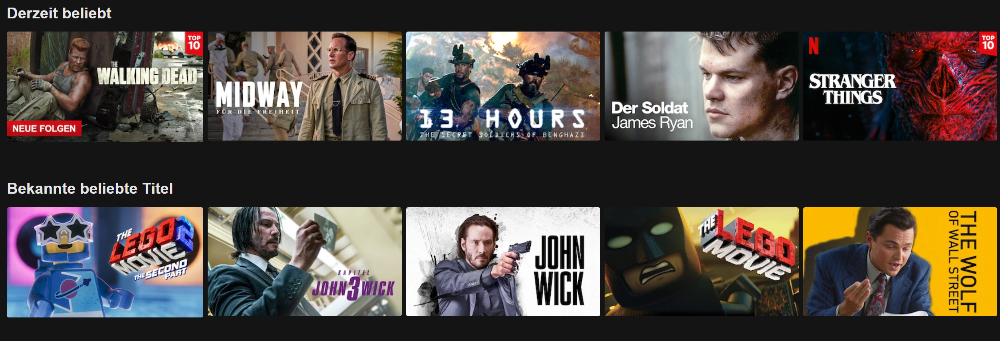 Derzeit beliebt
THE
WALKING DEAD
TOP
10
NEUE FOLGEN
MIDWAY
FÜR DIE FREIHEIT
13 HOURS
THE SECRET SOLDIERS OF BENGHAZI
Der Soldat
James Ryan
N
STRANGER
THINGS
TOP
10
Bekannte beliebte Titel
THE
LEGO
MOVIE 2
THE SECOND
PART
KAPITEL
JOHN 3 WICK
JOHN
WICK
THE
LEGO
MOVIE
THE WOLF
OF WALL STREET